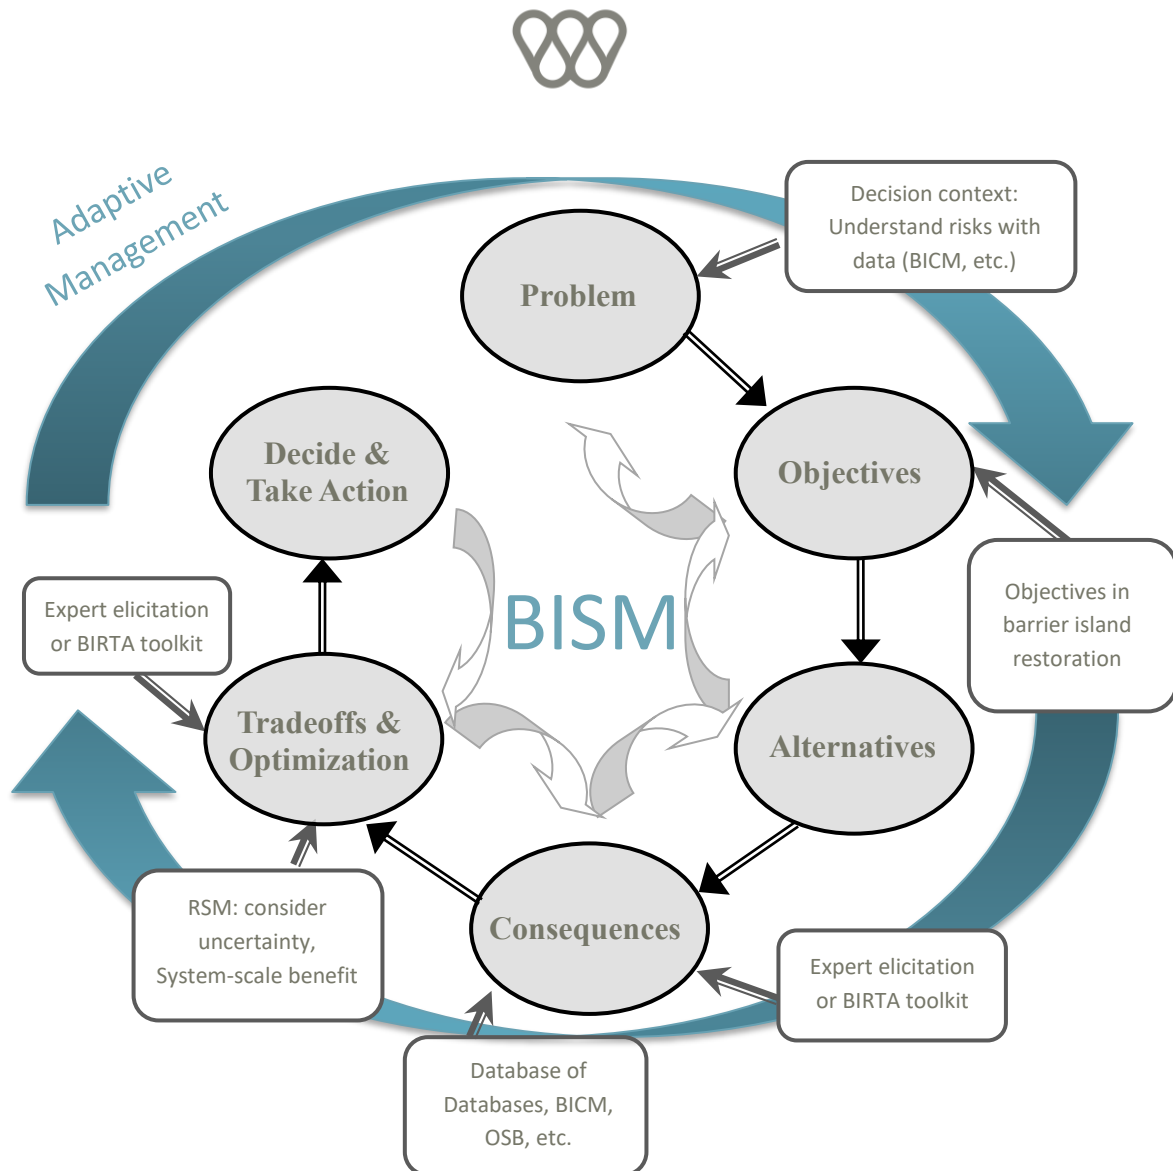 Adaptive
Management
Decision context:
Understand risks with
data (BICM, etc.)
Problem
Objectives
Decide &
Take Action
BISM
Expert elicitation
or BIRTA toolkit
Objectives in
barrier island
restoration
Tradeoffs &
Optimization
Alternatives
RSM: consider
uncertainty,
System-scale benefit
Consequences
Expert elicitation
or BIRTA toolkit
Database of
Databases, BICM,
OSB, etc.